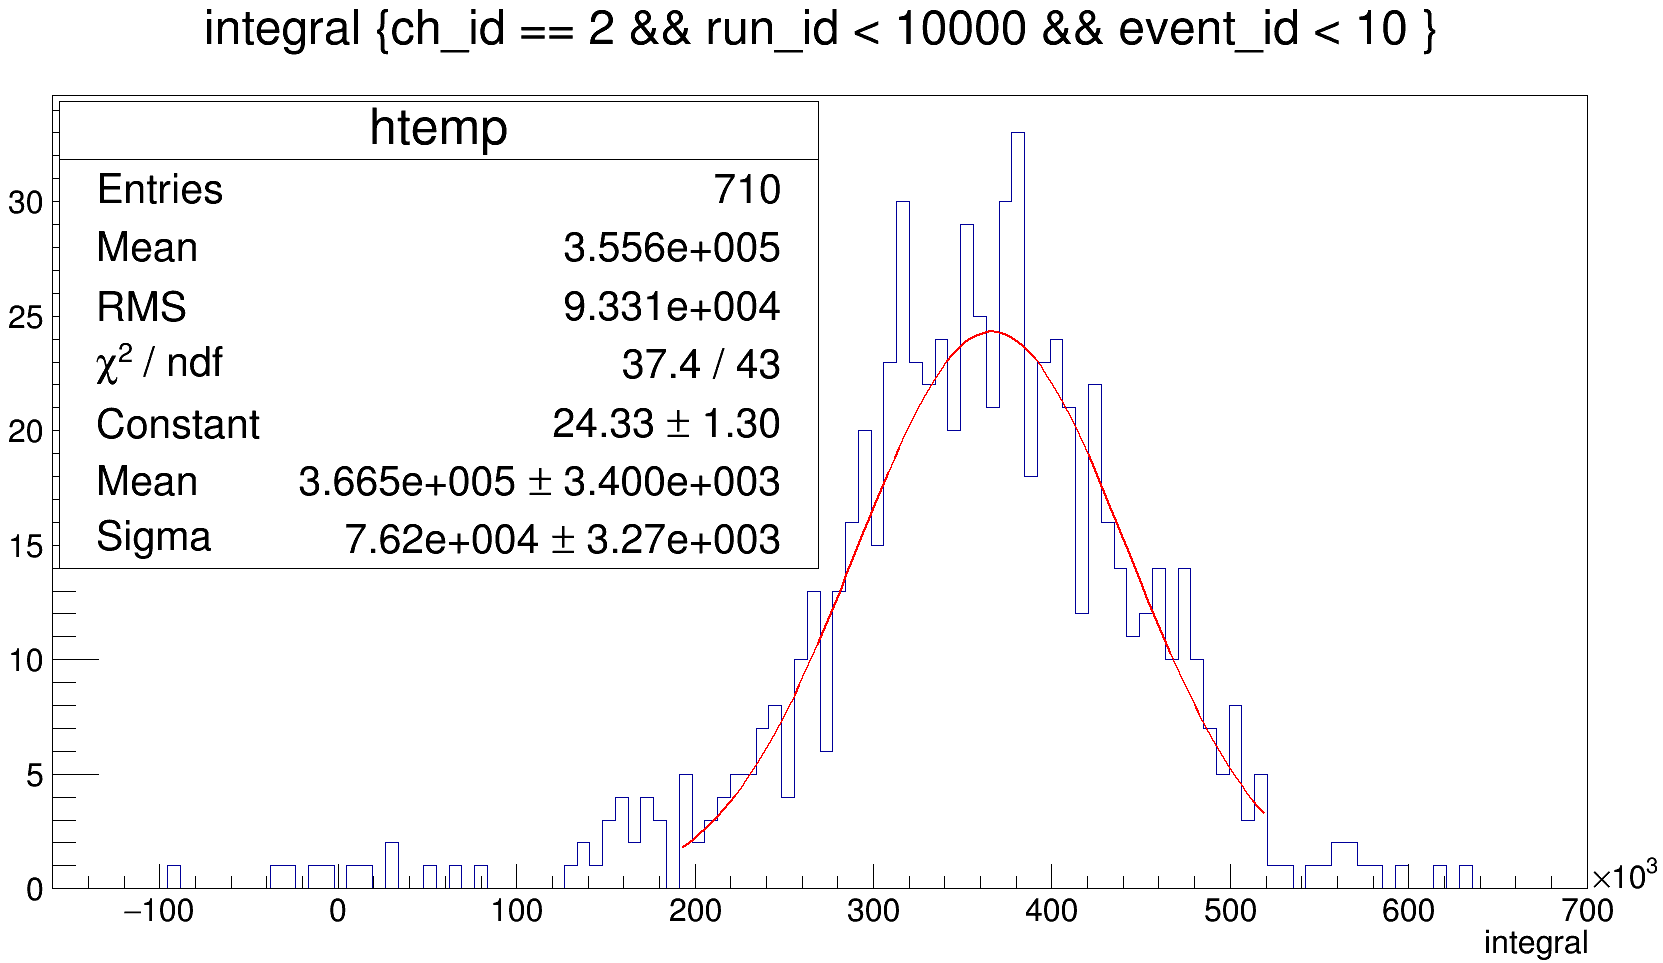 integral {ch_id == 2 && run_id < 10000 && event_id < 10 }
htemp
Entries 710
Mean 3.556e+005
RMS 9.331e+004
χ² / ndf 37.4 / 43
Constant 24.33 ± 1.30
Mean 3.665e+005 ± 3.400e+003
Sigma 7.62e+004 ± 3.27e+003
30
25
20
15
10
5
0
−100 0 100 200 300 400 500 600 700
×10³
integral